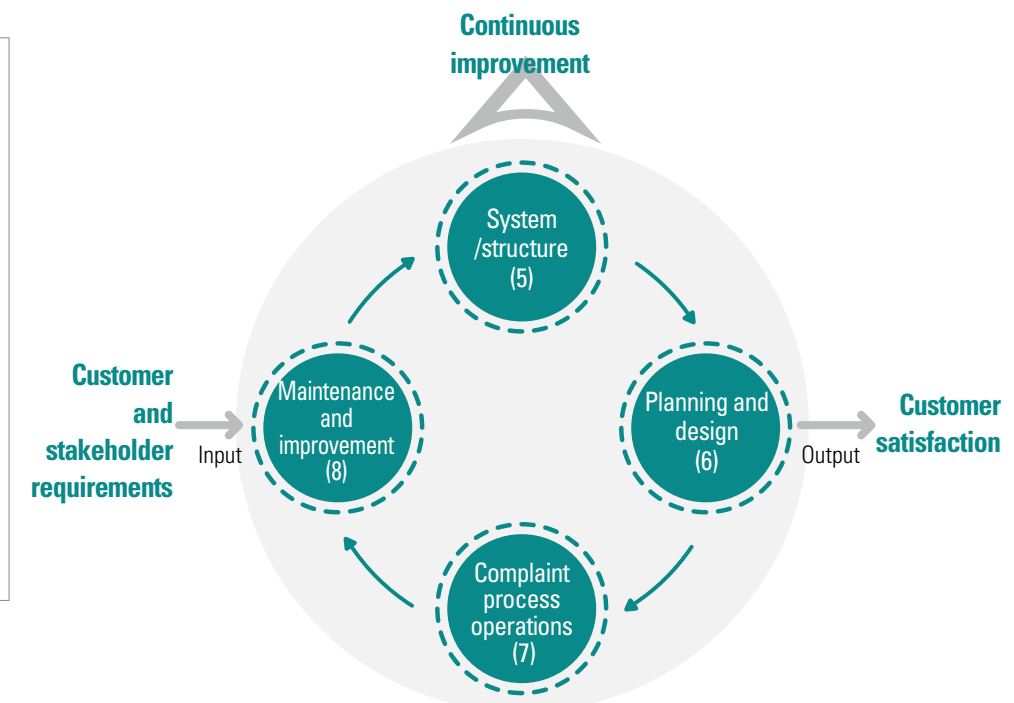 Continuous
improvement
System
/structure
(5)
Customer
and
stakeholder
requirements
Input
Maintenance
and
improvement
(8)
Planning and
design
(6)
Output
Customer
satisfaction
Complaint
process
operations
(7)